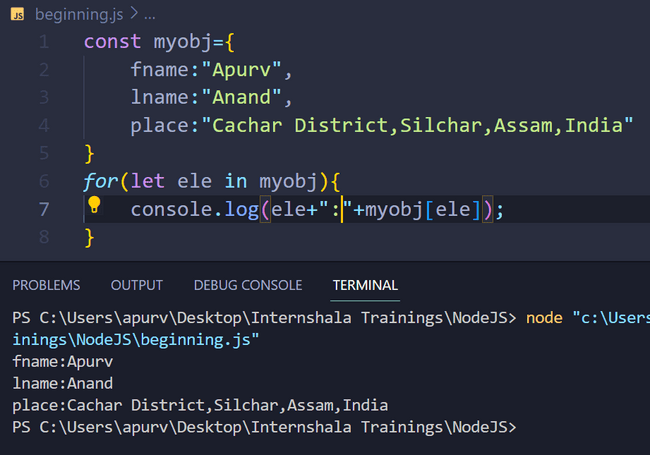 JS beginning.js > ...
1 const myobj={
2 fname:"Apurv",
3 lname:"Anand",
4 place:"Cachar District,Silchar,Assam,India"
5 }
6 for(let ele in myobj){
7 console.log(ele+":"+myobj[ele]);
8 }
PROBLEMS OUTPUT DEBUG CONSOLE TERMINAL
PS C:\Users\apurv\Desktop\Internshala Trainings\NodeJS> node "c:\Users
inings\NodeJS\beginning.js"
fname:Apurv
lname:Anand
place:Cachar District,Silchar,Assam,India
PS C:\Users\apurv\Desktop\Internshala Trainings\NodeJS>